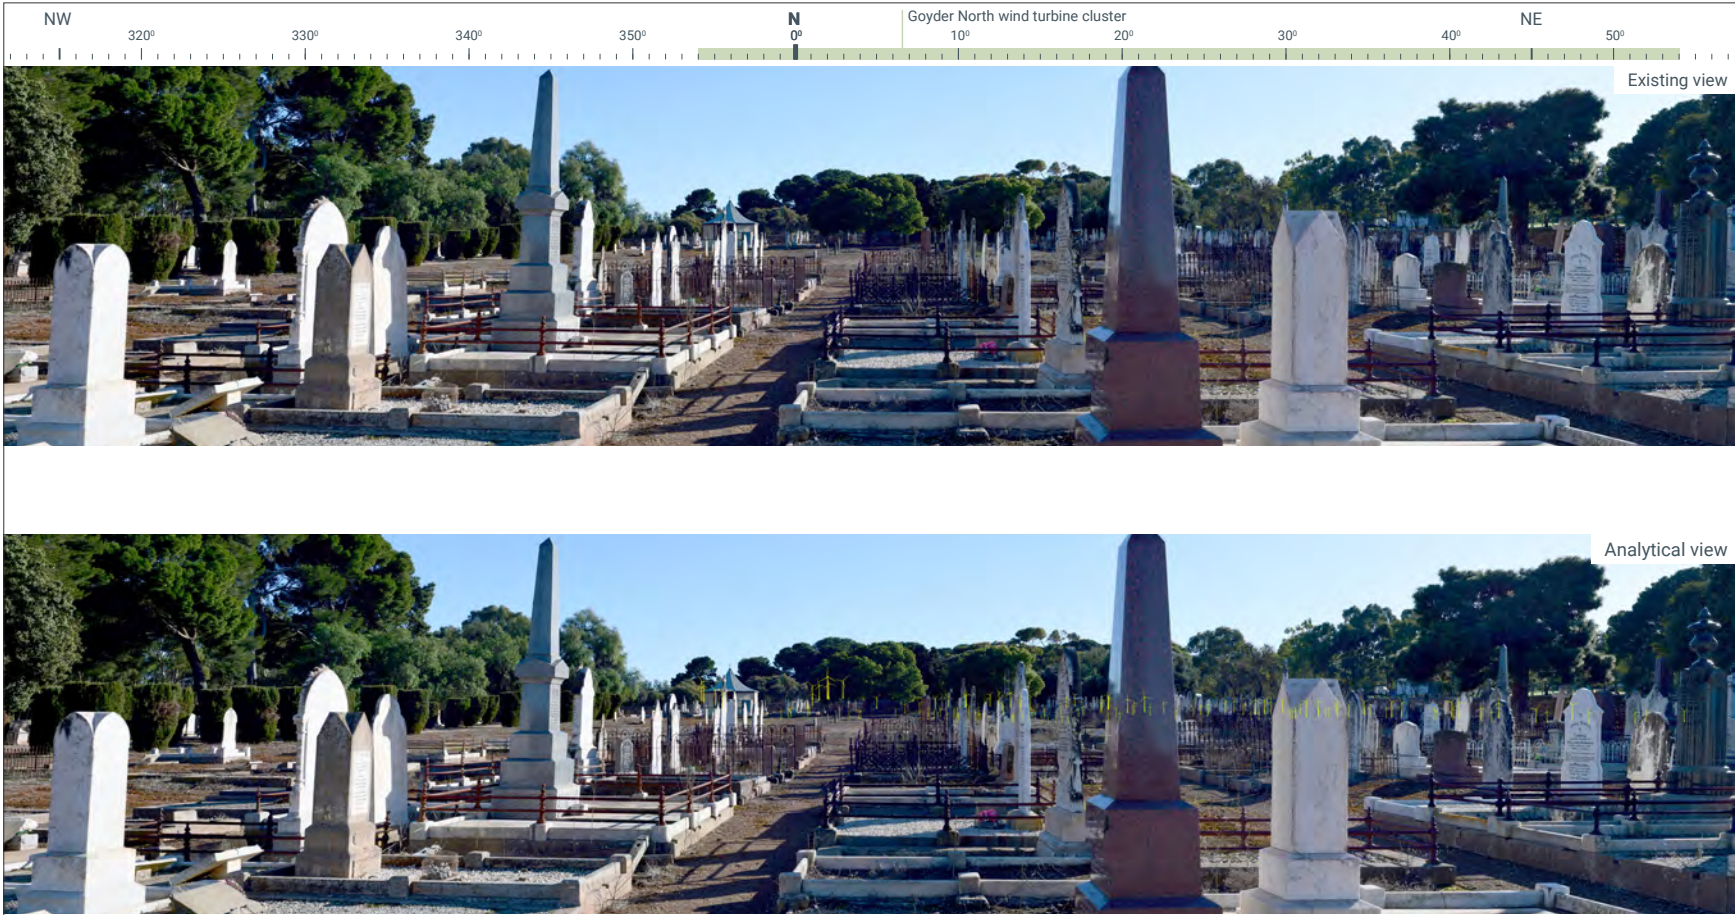 NW
N
Goyder North wind turbine cluster
NE
320⁰
330⁰
340⁰
350⁰
0⁰
10⁰
20⁰
30⁰
40⁰
50⁰
Existing view
Analytical view